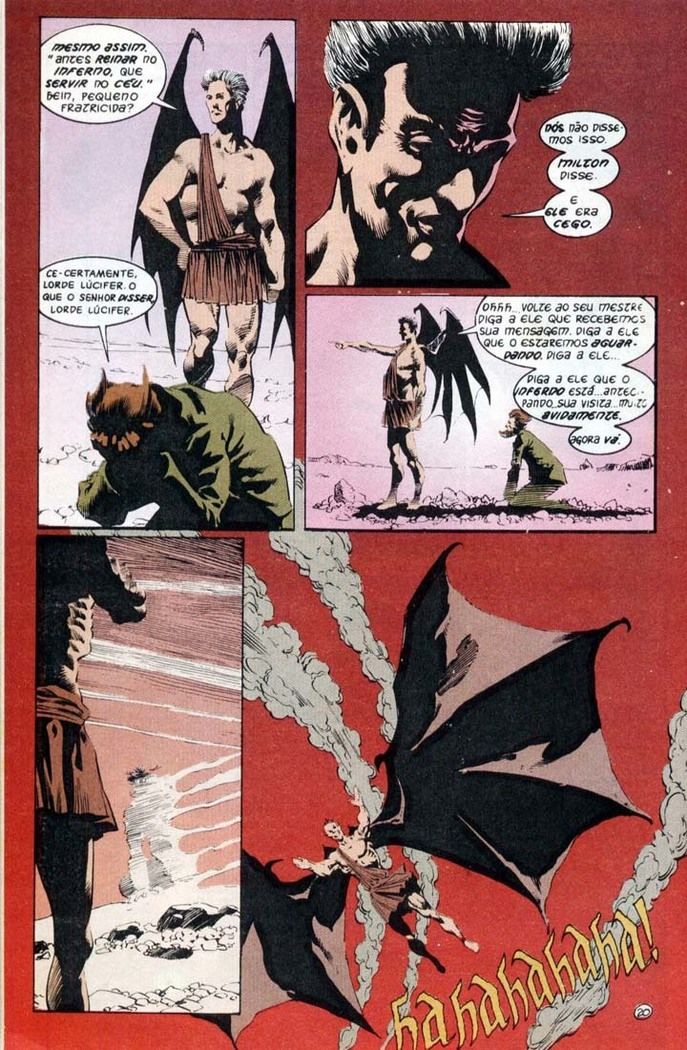 MESMO ASSIM.
"ANTES REINAR NO
INFERNO, QUE
SERVIR NO CÉU."
HEIN, PEQUENO
FRATRICIDA?
CE-CERTAMENTE,
LORDE LÚCIFER. O
QUE O SENHOR DISSER,
LORDE LÚCIFER.
NÓS NÃO DISSE-
MOS ISSO.
MILTON
DISSE.
E
ELE ERA
CEGO.
OHHH... VOLTE AO SEU MESTRE
DIGA A ELE QUE RECEBEMOS
SUA MENSAGEM. DIGA A ELE
QUE O ESTAREMOS AGUAR-
DANDO. DIGA A ELE...
DIGA A ELE QUE O
INFERNO ESTÁ...ANTECI-
PANDO SUA VISITA...MUITO
AVIDAMENTE.
AGORA VÁ.
hahahahahaha!
20